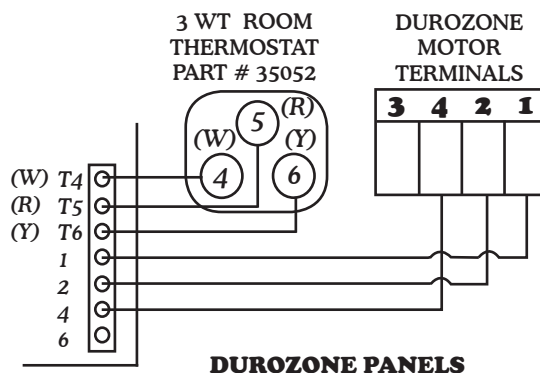 3 WT ROOM
THERMOSTAT
PART # 35052
DUROZONE
MOTOR
TERMINALS
3 4 2 1
(R)
5
(W) (Y)
4 6
(W) T4
(R) T5
(Y) T6
1
2
4
6
DUROZONE PANELS